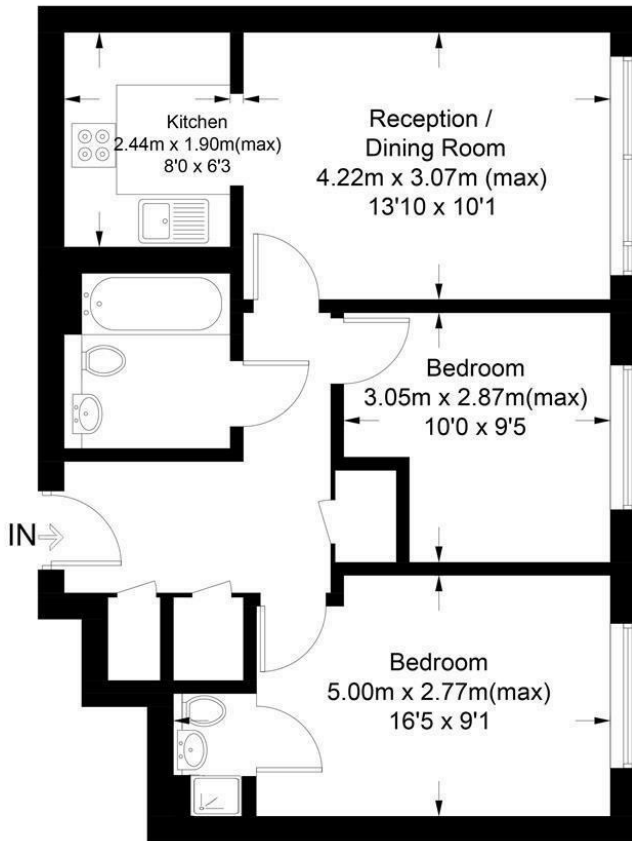 Kitchen
2.44m x 1.90m(max)
8'0 x 6'3
Reception /
Dining Room
4.22m x 3.07m (max)
13'10 x 10'1
Bedroom
3.05m x 2.87m(max)
10'0 x 9'5
IN
Bedroom
5.00m x 2.77m(max)
16'5 x 9'1